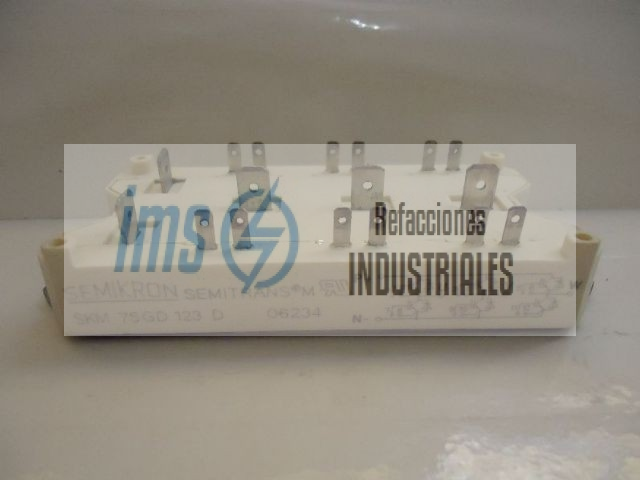 ims
Refacciones
INDUSTRIALES
SEMIKRON SEMITRANS®M
SKM 75GD 123 D 06234
N
W